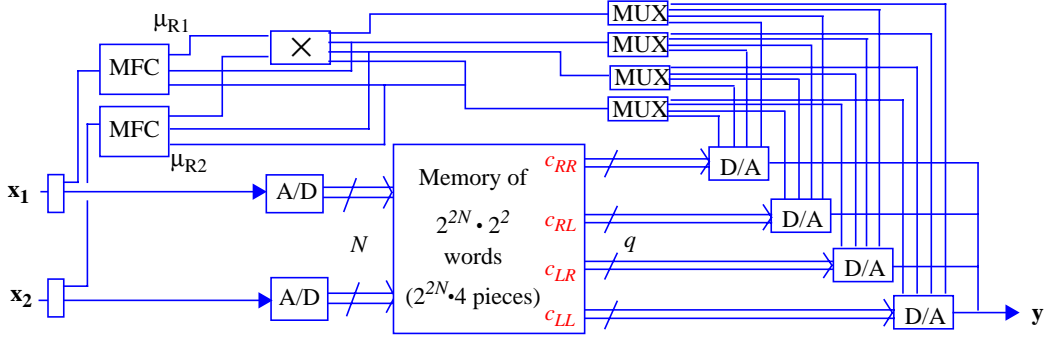 μR1
MFC
×
MUX
MUX
MUX
MUX
MFC
μR2
x1
A/D
N
Memory of
2^2N • 2^2
words
(2^2N•4 pieces)
cRR
cRL
cLR
cLL
q
D/A
D/A
D/A
D/A
x2
A/D
y